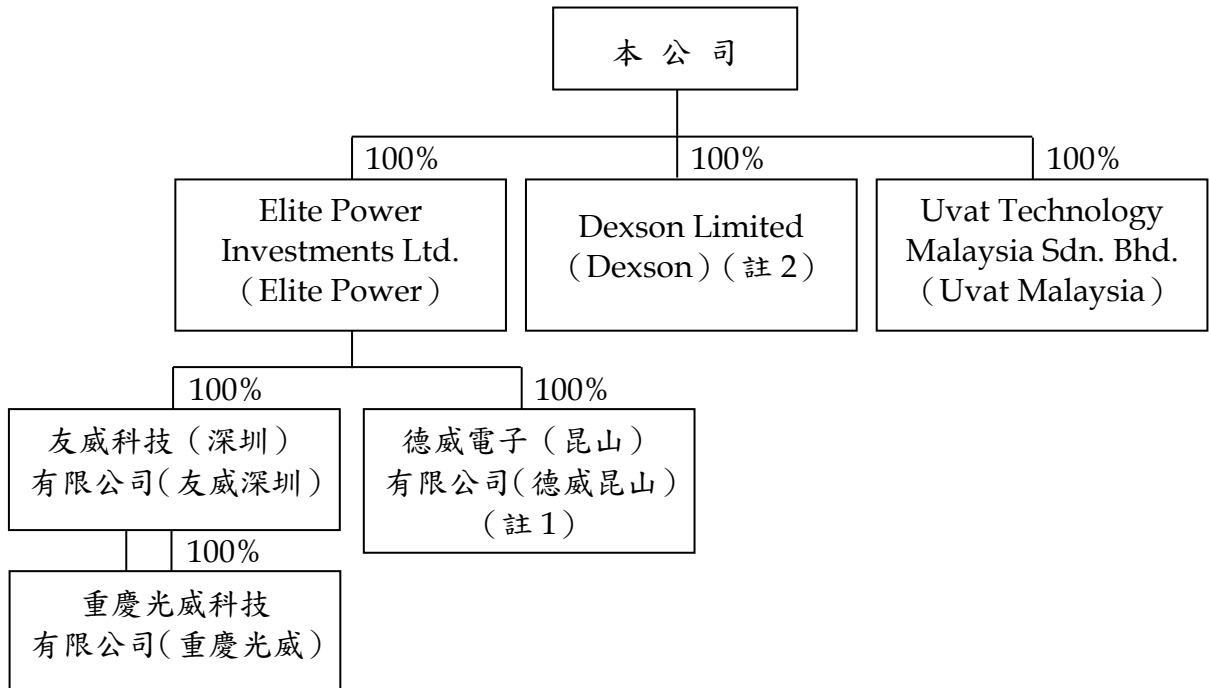 本 公 司
100%
100%
100%
Elite Power
Investments Ltd.
（Elite Power）
Dexson Limited
（Dexson）（註 2）
Uvat Technology
Malaysia Sdn. Bhd.
（Uvat Malaysia）
100%
100%
友威科技（深圳）
有限公司(友威深圳）
德威電子（昆山）
有限公司(德威昆山）
（註 1）
100%
重慶光威科技
有限公司(重慶光威）